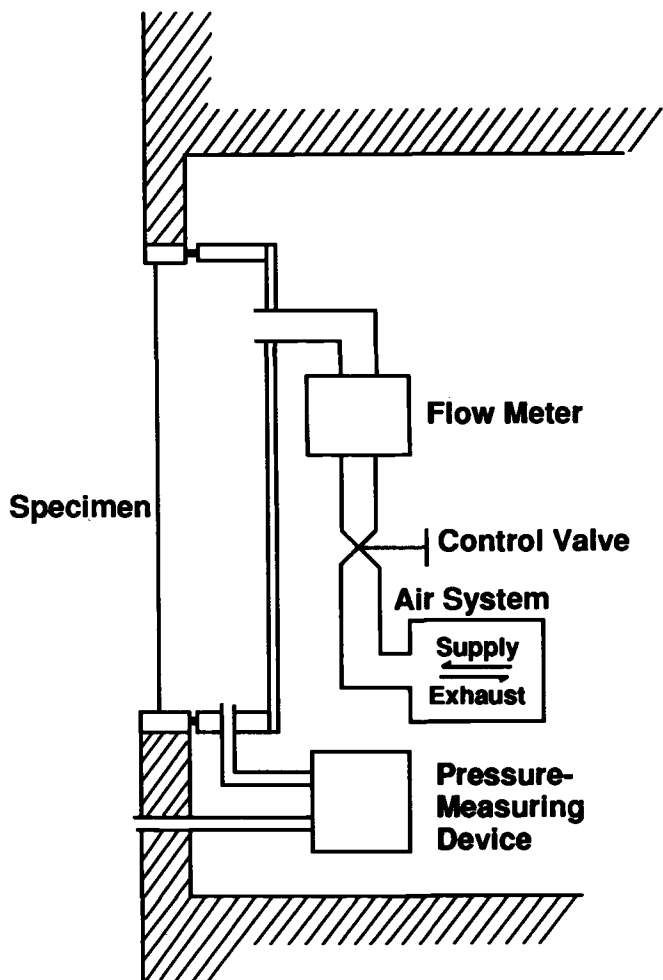 Flow Meter
Specimen
Control Valve
Air System
Supply
Exhaust
Pressure-
Measuring
Device